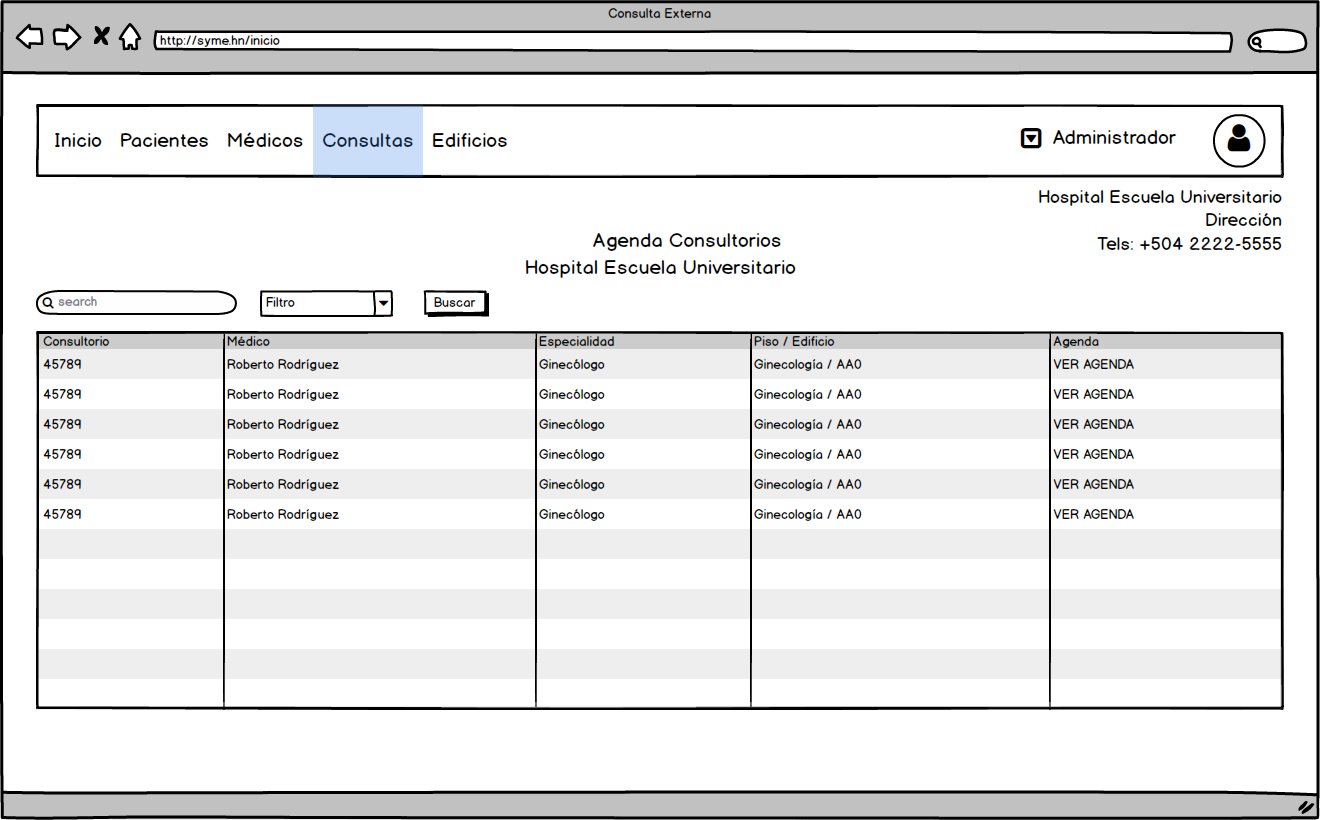 Consulta Externa
http://syme.hn/inicio
Inicio Pacientes Médicos Consultas Edificios Administrador
Hospital Escuela Universitario
Dirección
Tels: +504 2222-5555
Agenda Consultorios
Hospital Escuela Universitario
search Filtro Buscar
Consultorio Médico Especialidad Piso / Edificio Agenda
45789 Roberto Rodríguez Ginecólogo Ginecología / AA0 VER AGENDA
45789 Roberto Rodríguez Ginecólogo Ginecología / AA0 VER AGENDA
45789 Roberto Rodríguez Ginecólogo Ginecología / AA0 VER AGENDA
45789 Roberto Rodríguez Ginecólogo Ginecología / AA0 VER AGENDA
45789 Roberto Rodríguez Ginecólogo Ginecología / AA0 VER AGENDA
45789 Roberto Rodríguez Ginecólogo Ginecología / AA0 VER AGENDA